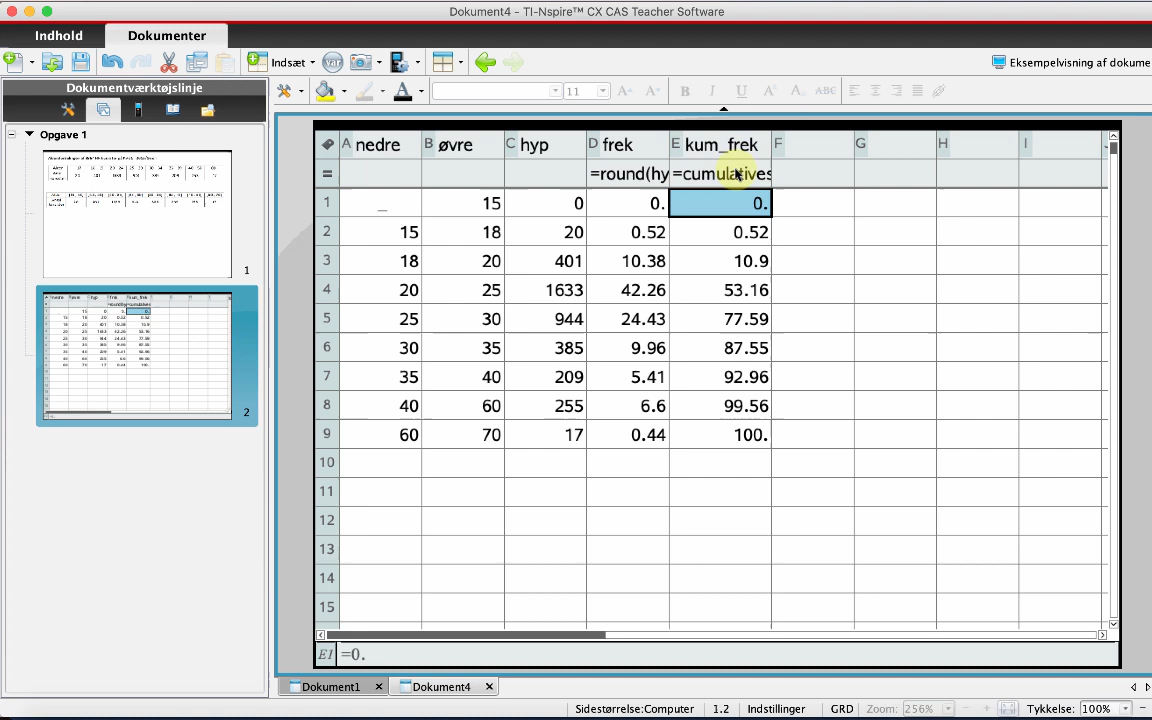 Dokument4 - TI-Nspire™ CX CAS Teacher Software
Indhold Dokumenter
Indsæt var Eksempelvisning af dokume
Dokumentværktøjslinje
11 A A B I U A A ABC
Opgave 1
1
2
A nedre B øvre C hyp D frek E kum_frek F G H I
= =round(hy =cumulatives
1 _ 15 0 0. 0.
2 15 18 20 0.52 0.52
3 18 20 401 10.38 10.9
4 20 25 1633 42.26 53.16
5 25 30 944 24.43 77.59
6 30 35 385 9.96 87.55
7 35 40 209 5.41 92.96
8 40 60 255 6.6 99.56
9 60 70 17 0.44 100.
10
11
12
13
14
15
E1 =0.
Dokument1 Dokument4
Sidestørrelse:Computer 1.2 Indstillinger GRD Zoom: 256% Tykkelse: 100%